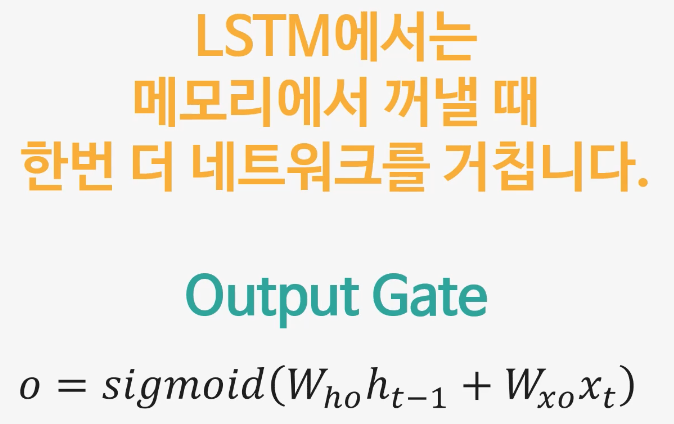 LSTM에서는
메모리에서 꺼낼 때
한번 더 네트워크를 거칩니다.
Output Gate
o = sigmoid(W_{ho}h_{t−1} + W_{xo}x_t)